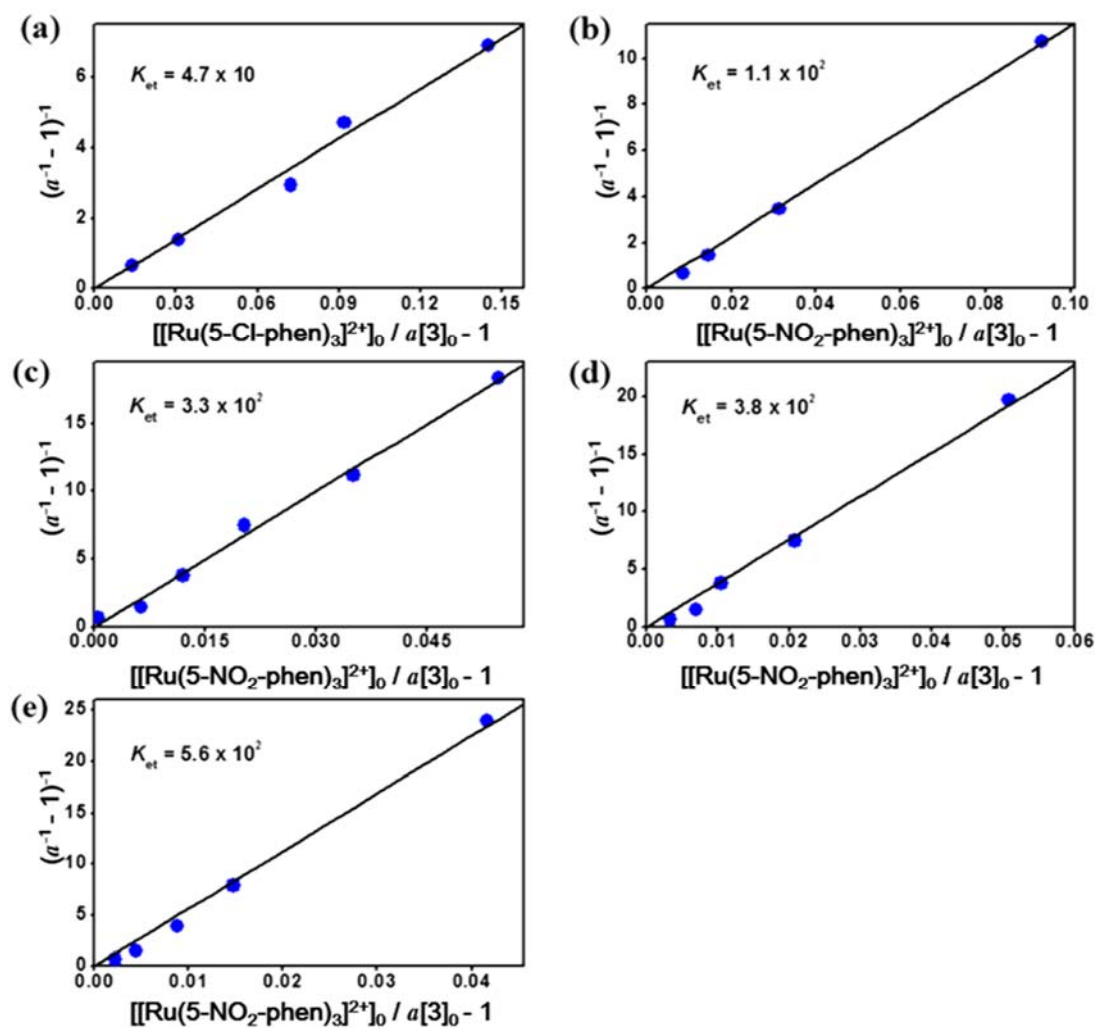 (a)
K_et = 4.7 x 10
(a⁻¹ - 1)⁻¹
6
4
2
0
0.00 0.03 0.06 0.09 0.12 0.15
[[Ru(5-Cl-phen)₃]²⁺]₀ / a[3]₀ - 1
(b)
K_et = 1.1 x 10²
(a⁻¹ - 1)⁻¹
10
8
6
4
2
0
0.00 0.02 0.04 0.06 0.08 0.10
[[Ru(5-NO₂-phen)₃]²⁺]₀ / a[3]₀ - 1
(c)
K_et = 3.3 x 10²
(a⁻¹ - 1)⁻¹
15
10
5
0
0.000 0.015 0.030 0.045
[[Ru(5-NO₂-phen)₃]²⁺]₀ / a[3]₀ - 1
(d)
K_et = 3.8 x 10²
(a⁻¹ - 1)⁻¹
20
15
10
5
0
0.00 0.01 0.02 0.03 0.04 0.05 0.06
[[Ru(5-NO₂-phen)₃]²⁺]₀ / a[3]₀ - 1
(e)
K_et = 5.6 x 10²
(a⁻¹ - 1)⁻¹
25
20
15
10
5
0
0.00 0.01 0.02 0.03 0.04
[[Ru(5-NO₂-phen)₃]²⁺]₀ / a[3]₀ - 1